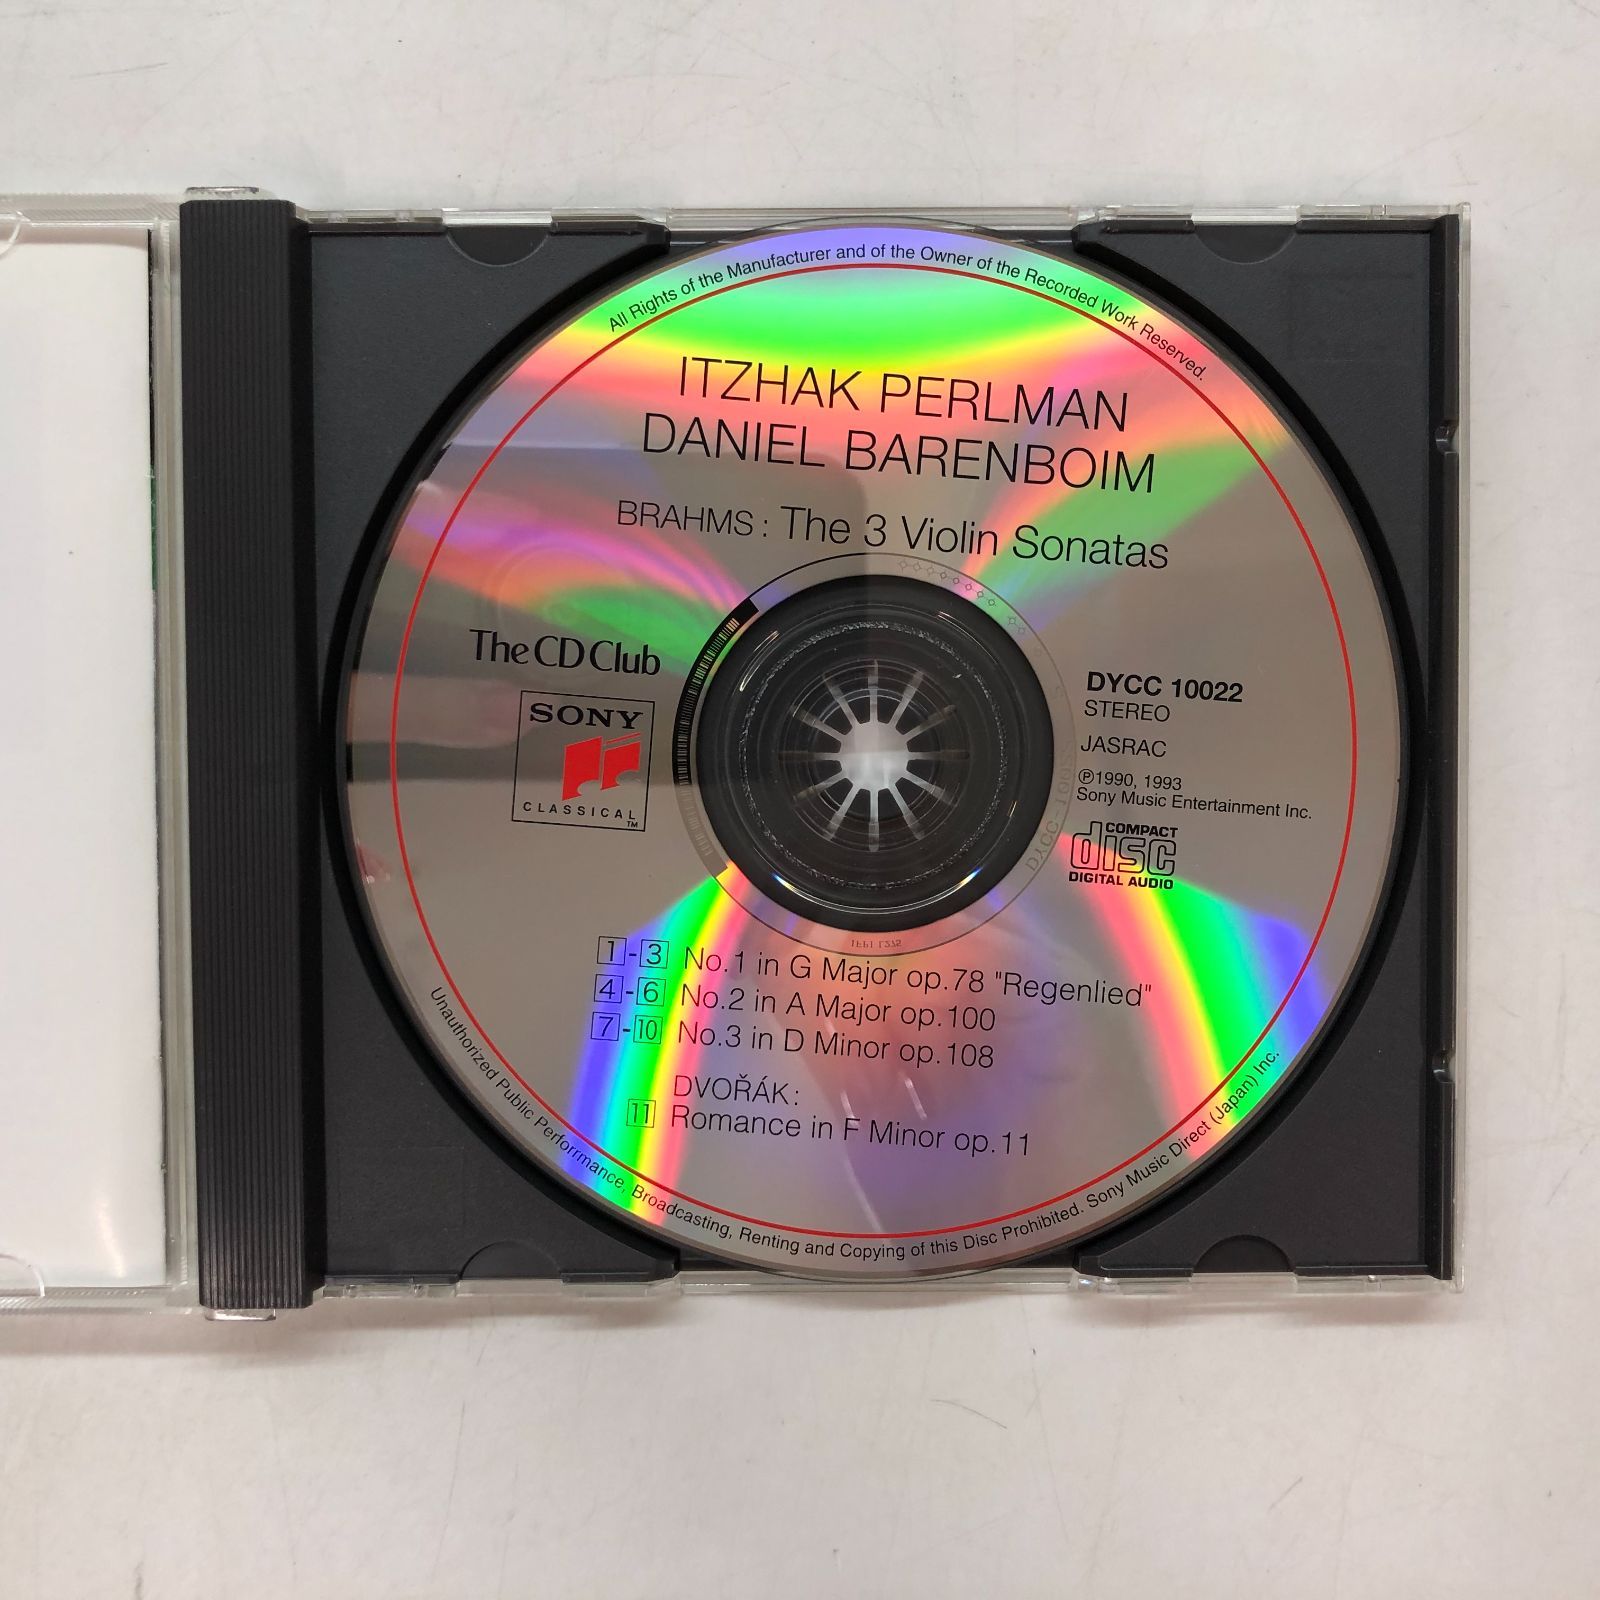 All Rights of the Manufacturer and of the Owner of the Recorded Work Reserved.
ITZHAK PERLMAN
DANIEL BARENBOIM
BRAHMS : The 3 Violin Sonatas
The CD Club
SONY
CLASSICAL
TM
DYCC 10022
STEREO
JASRAC
Ⓟ1990, 1993
Sony Music Entertainment Inc.
COMPACT
disc
DIGITAL AUDIO
1-3 No.1 in G Major op.78 "Regenlied"
4-6 No.2 in A Major op.100
7-10 No.3 in D Minor op.108
DVOŘÁK:
11 Romance in F Minor op.11
Unauthorized Public Performance, Broadcasting, Renting and Copying of this Disc Prohibited. Sony Music Direct (Japan) Inc.